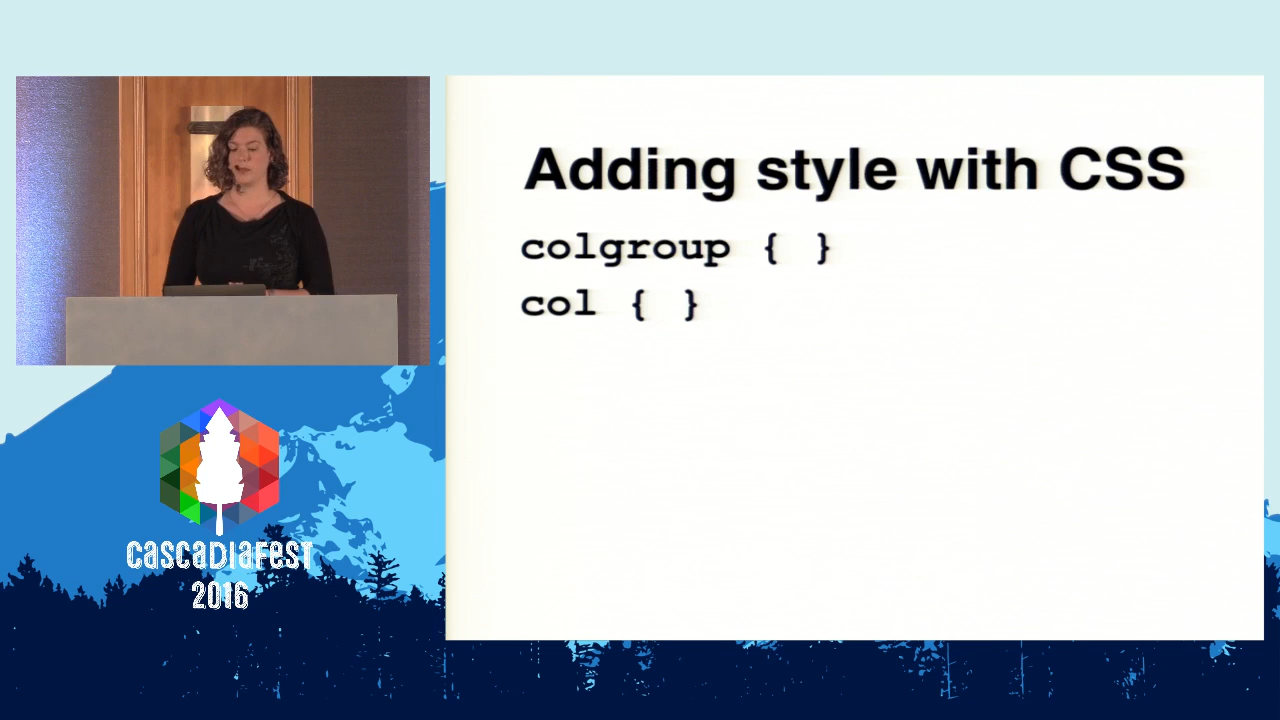 Adding style with CSS
colgroup { }
col { }
CascadiaFest
2016